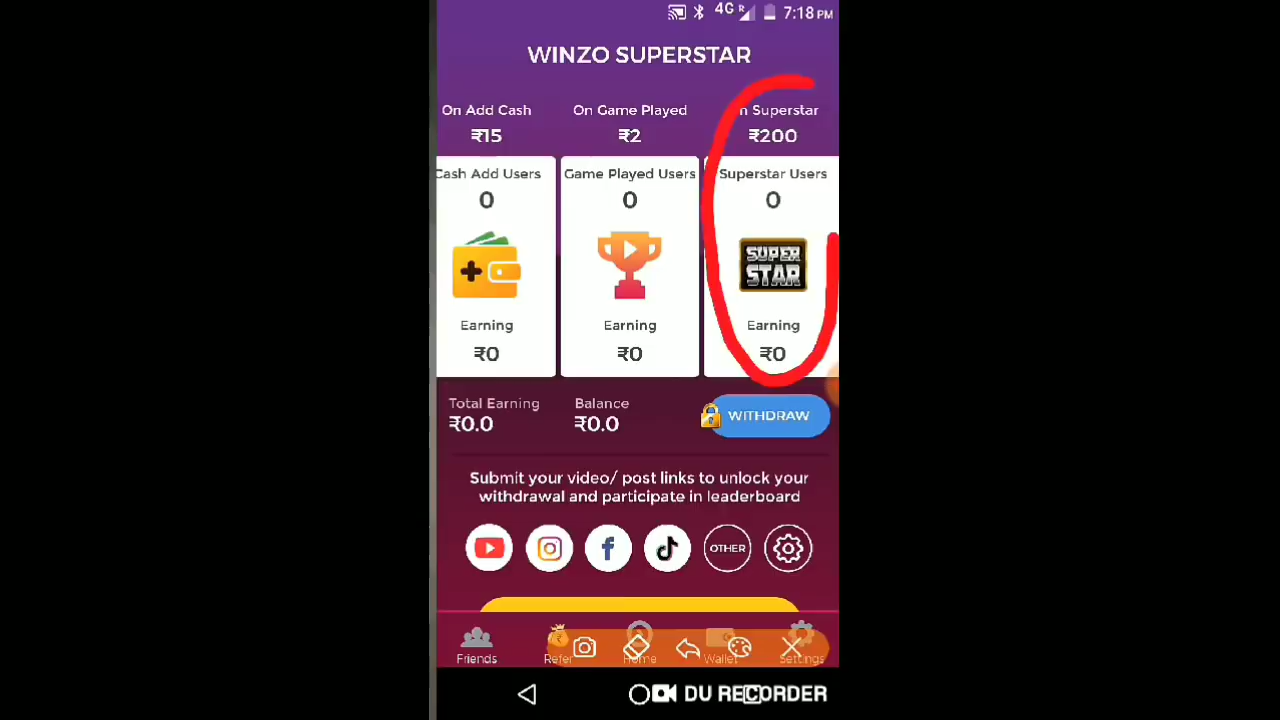 4G R 7:18 PM
WINZO SUPERSTAR
On Add Cash On Game Played n Superstar
₹15 ₹2 ₹200
Cash Add Users Game Played Users Superstar Users
0 0 0
SUPER
STAR
Earning Earning Earning
₹0 ₹0 ₹0
Total Earning Balance
₹0.0 ₹0.0 WITHDRAW
Submit your video/ post links to unlock your
withdrawal and participate in leaderboard
OTHER
Friends Refer Home Wallet Settings
DU RECORDER